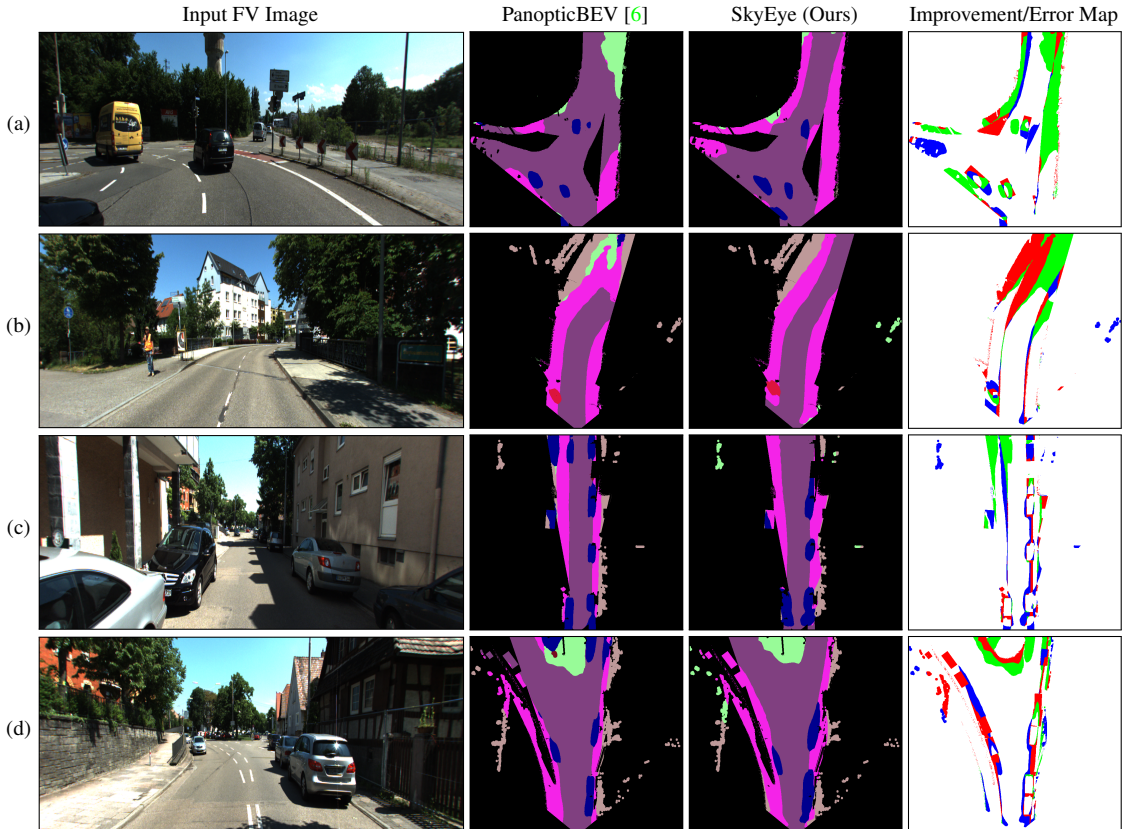 Input FV Image
PanopticBEV [6]
SkyEye (Ours)
Improvement/Error Map
(a)
(b)
(c)
(d)